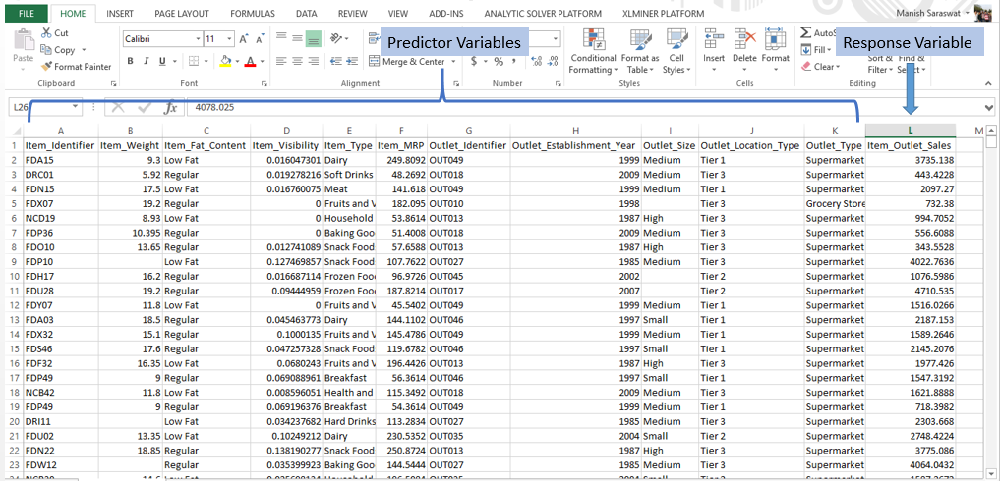 FILE HOME INSERT PAGE LAYOUT FORMULAS DATA REVIEW VIEW ADD-INS ANALYTIC SOLVER PLATFORM XLMINER PLATFORM Manish Saraswat
Cut
Copy
Format Painter
Paste
Clipboard
Calibri 11
B I U
Font
Merge & Center
Alignment
$ % ,
Number
Conditional Formatting
Format as Table
Cell Styles
Styles
Insert Delete Format
Cells
AutoS
Fill
Clear
Sort & Filter
Find & Select
Editing
Predictor Variables
Response Variable
L26 fx 4078.025
A B C D E F G H I J K L M
1 Item_Identifier Item_Weight Item_Fat_Content Item_Visibility Item_Type Item_MRP Outlet_Identifier Outlet_Establishment_Year Outlet_Size Outlet_Location_Type Outlet_Type Item_Outlet_Sales
2 FDA15 9.3 Low Fat 0.016047301 Dairy 249.8092 OUT049 1999 Medium Tier 1 Supermarket 3735.138
3 DRC01 5.92 Regular 0.019278216 Soft Drinks 48.2692 OUT018 2009 Medium Tier 3 Supermarket 443.4228
4 FDN15 17.5 Low Fat 0.016760075 Meat 141.618 OUT049 1999 Medium Tier 1 Supermarket 2097.27
5 FDX07 19.2 Regular 0 Fruits and V 182.095 OUT010 1998 Tier 3 Grocery Store 732.38
6 NCD19 8.93 Low Fat 0 Household 53.8614 OUT013 1987 High Tier 3 Supermarket 994.7052
7 FDP36 10.395 Regular 0 Baking Goo 51.4008 OUT018 2009 Medium Tier 3 Supermarket 556.6088
8 FDO10 13.65 Regular 0.012741089 Snack Food 57.6588 OUT013 1987 High Tier 3 Supermarket 343.5528
9 FDP10 Low Fat 0.127469857 Snack Food 107.7622 OUT027 1985 Medium Tier 3 Supermarket 4022.7636
10 FDH17 16.2 Regular 0.016687114 Frozen Foo 96.9726 OUT045 2002 Tier 2 Supermarket 1076.5986
11 FDU28 19.2 Regular 0.09444959 Frozen Foo 187.8214 OUT017 2007 Tier 2 Supermarket 4710.535
12 FDY07 11.8 Low Fat 0 Fruits and V 45.5402 OUT049 1999 Medium Tier 1 Supermarket 1516.0266
13 FDA03 18.5 Regular 0.045463773 Dairy 144.1102 OUT046 1997 Small Tier 1 Supermarket 2187.153
14 FDX32 15.1 Regular 0.1000135 Fruits and V 145.4786 OUT049 1999 Medium Tier 1 Supermarket 1589.2646
15 FDS46 17.6 Regular 0.047257328 Snack Food 119.6782 OUT046 1997 Small Tier 1 Supermarket 2145.2076
16 FDF32 16.35 Low Fat 0.0680243 Fruits and V 196.4426 OUT013 1987 High Tier 3 Supermarket 1977.426
17 FDP49 9 Regular 0.069088961 Breakfast 56.3614 OUT046 1997 Small Tier 1 Supermarket 1547.3192
18 NCB42 11.8 Low Fat 0.008596051 Health and 115.3492 OUT018 2009 Medium Tier 3 Supermarket 1621.8888
19 FDP49 9 Regular 0.069196376 Breakfast 54.3614 OUT049 1999 Medium Tier 1 Supermarket 718.3982
20 DRI11 Low Fat 0.034237682 Hard Drinks 113.2834 OUT027 1985 Medium Tier 3 Supermarket 2303.668
21 FDU02 13.35 Low Fat 0.10249212 Dairy 230.5352 OUT035 2004 Small Tier 2 Supermarket 2748.4224
22 FDN22 18.85 Regular 0.138190277 Snack Food 250.8724 OUT013 1987 High Tier 3 Supermarket 3775.086
23 FDW12 Regular 0.035399923 Baking Goo 144.5444 OUT027 1985 Medium Tier 3 Supermarket 4064.0432